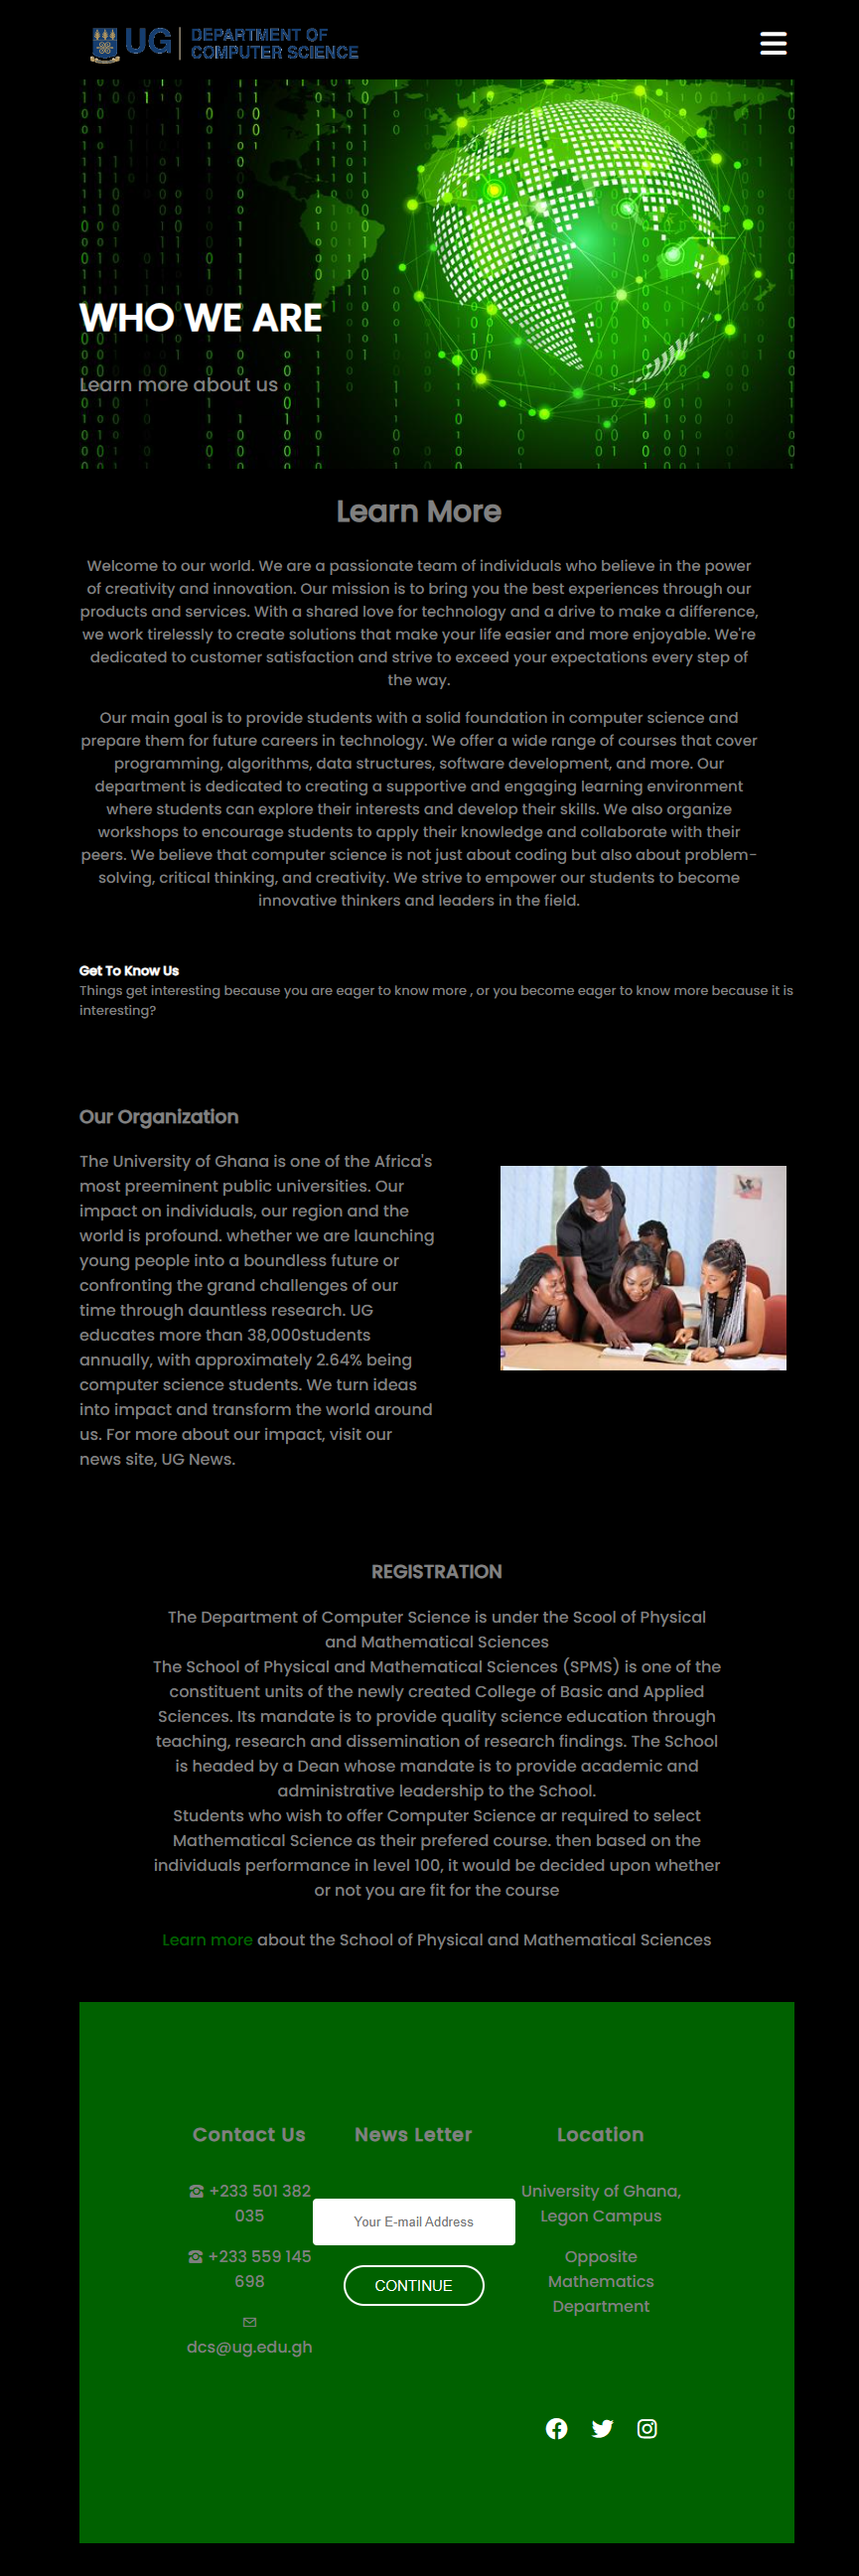 UG DEPARTMENT OF
COMPUTER SCIENCE
WHO WE ARE
Learn more about us
Learn More
Welcome to our world. We are a passionate team of individuals who believe in the power
of creativity and innovation. Our mission is to bring you the best experiences through our
products and services. With a shared love for technology and a drive to make a difference,
we work tirelessly to create solutions that make your life easier and more enjoyable. We're
dedicated to customer satisfaction and strive to exceed your expectations every step of
the way.
Our main goal is to provide students with a solid foundation in computer science and
prepare them for future careers in technology. We offer a wide range of courses that cover
programming, algorithms, data structures, software development, and more. Our
department is dedicated to creating a supportive and engaging learning environment
where students can explore their interests and develop their skills. We also organize
workshops to encourage students to apply their knowledge and collaborate with their
peers. We believe that computer science is not just about coding but also about problem-
solving, critical thinking, and creativity. We strive to empower our students to become
innovative thinkers and leaders in the field.
Get To Know Us
Things get interesting because you are eager to know more , or you become eager to know more because it is
interesting?
Our Organization
The University of Ghana is one of the Africa's
most preeminent public universities. Our
impact on individuals, our region and the
world is profound. whether we are launching
young people into a boundless future or
confronting the grand challenges of our
time through dauntless research. UG
educates more than 38,000students
annually, with approximately 2.64% being
computer science students. We turn ideas
into impact and transform the world around
us. For more about our impact, visit our
news site, UG News.
REGISTRATION
The Department of Computer Science is under the Scool of Physical
and Mathematical Sciences
The School of Physical and Mathematical Sciences (SPMS) is one of the
constituent units of the newly created College of Basic and Applied
Sciences. Its mandate is to provide quality science education through
teaching, research and dissemination of research findings. The School
is headed by a Dean whose mandate is to provide academic and
administrative leadership to the School.
Students who wish to offer Computer Science ar required to select
Mathematical Science as their prefered course. then based on the
individuals performance in level 100, it would be decided upon whether
or not you are fit for the course
Learn more about the School of Physical and Mathematical Sciences
Contact Us
+233 501 382
035
+233 559 145
698
dcs@ug.edu.gh
News Letter
Your E-mail Address
CONTINUE
Location
University of Ghana,
Legon Campus
Opposite
Mathematics
Department